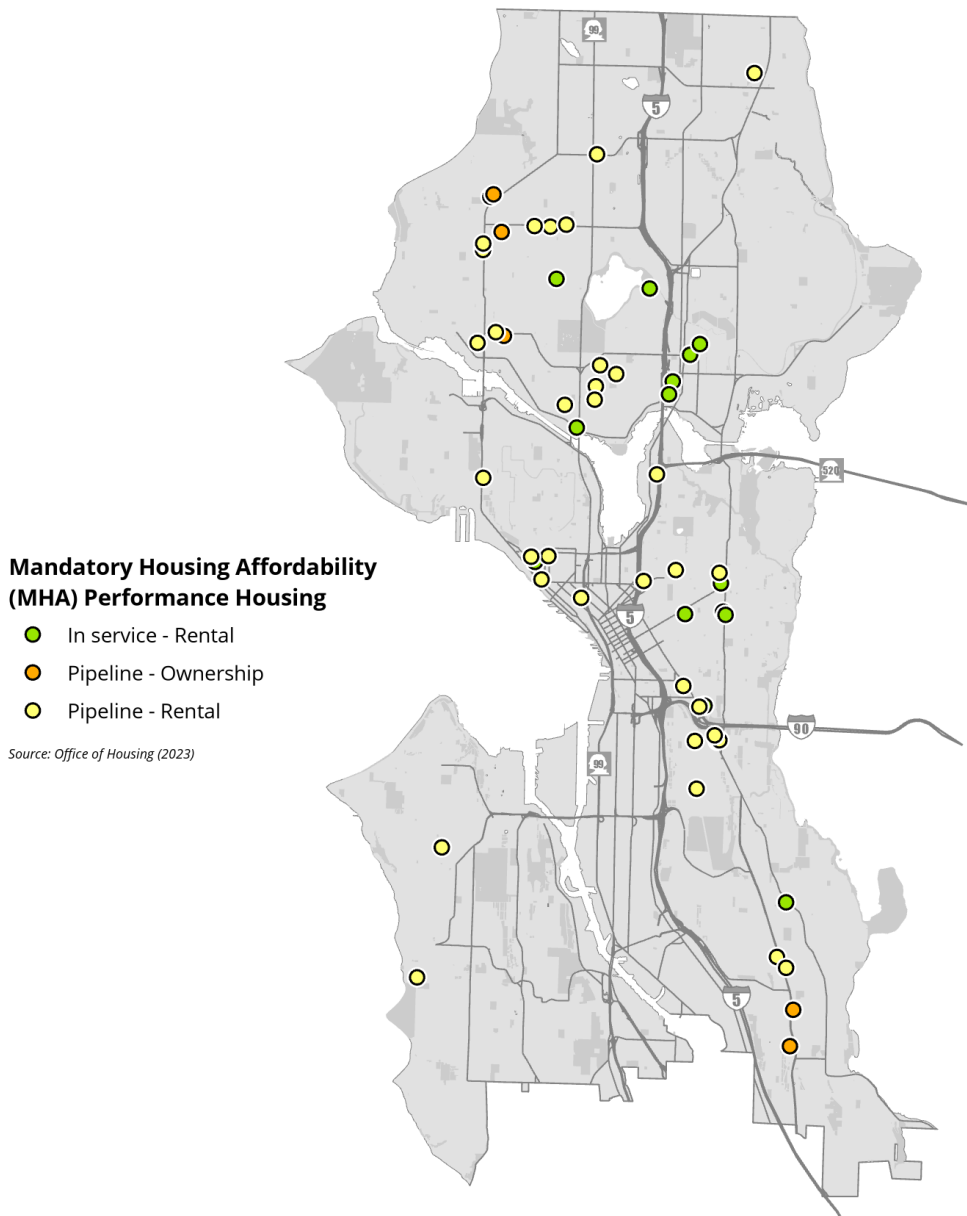 99
5
520
Mandatory Housing Affordability
(MHA) Performance Housing
In service - Rental
Pipeline - Ownership
Pipeline - Rental
Source: Office of Housing (2023)
5
90
99
5